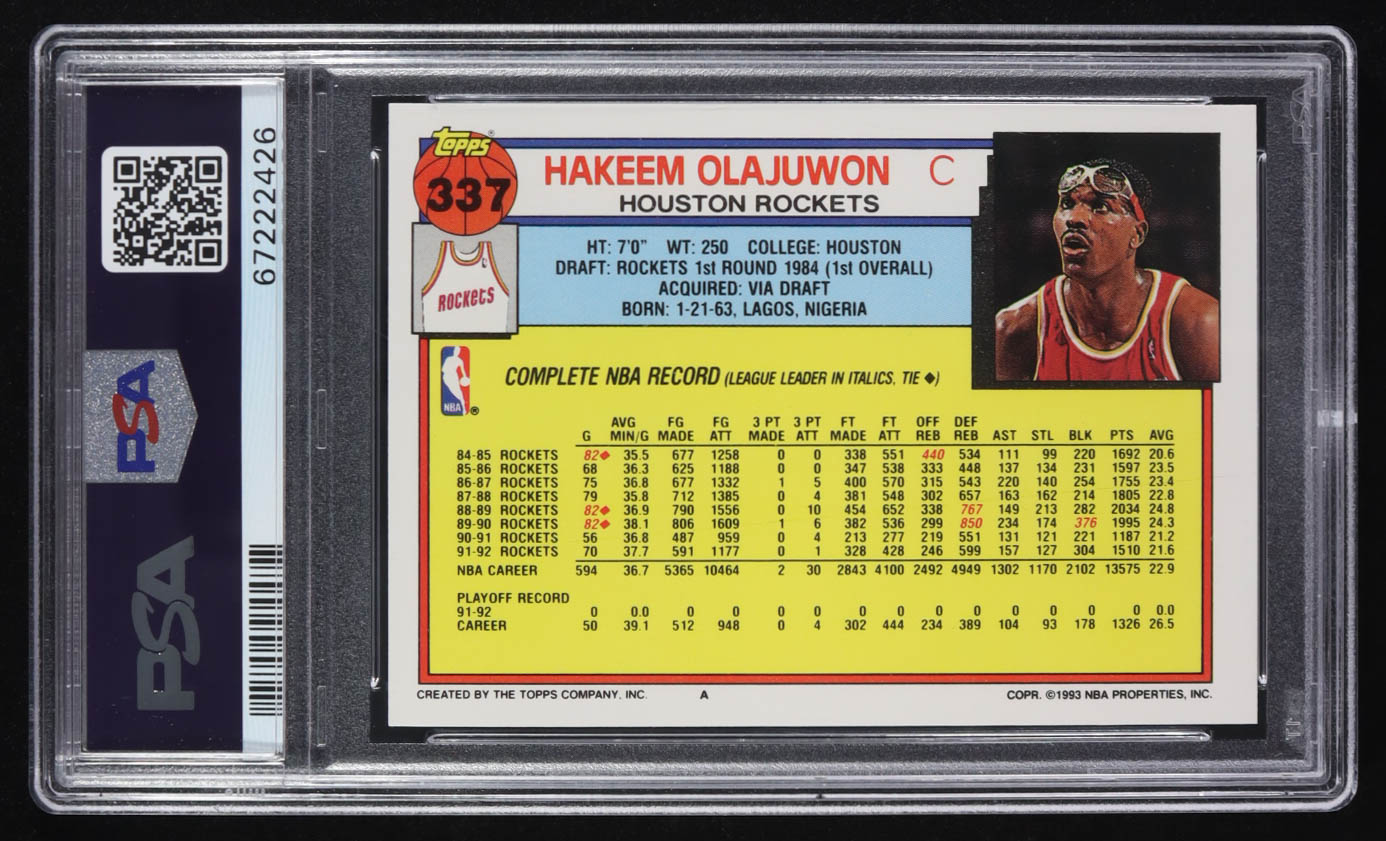 67222426
PSA
PSA
PSA
TOPPS®
337
HAKEEM OLAJUWON C
HOUSTON ROCKETS
ROCKETS
HT: 7'0" WT: 250 COLLEGE: HOUSTON
DRAFT: ROCKETS 1st ROUND 1984 (1st OVERALL)
ACQUIRED: VIA DRAFT
BORN: 1-21-63, LAGOS, NIGERIA
NBA ®
COMPLETE NBA RECORD (LEAGUE LEADER IN ITALICS, TIE ◆)
AVG FG FG 3 PT 3 PT FT FT OFF DEF
G MIN/G MADE ATT MADE ATT MADE ATT REB REB AST STL BLK PTS AVG
84-85 ROCKETS 82◆ 35.5 677 1258 0 0 338 551 440 534 111 99 220 1692 20.6
85-86 ROCKETS 68 36.3 625 1188 0 0 347 538 333 448 137 134 231 1597 23.5
86-87 ROCKETS 75 36.8 677 1332 1 5 400 570 315 543 220 140 254 1755 23.4
87-88 ROCKETS 79 35.8 712 1385 0 4 381 548 302 657 163 162 214 1805 22.8
88-89 ROCKETS 82◆ 36.9 790 1556 0 10 454 652 338 767 149 213 282 2034 24.8
89-90 ROCKETS 82◆ 38.1 806 1609 1 6 382 536 299 850 234 174 376 1995 24.3
90-91 ROCKETS 56 36.8 487 959 0 4 213 277 219 551 131 121 221 1187 21.2
91-92 ROCKETS 70 37.7 591 1177 0 1 328 428 246 599 157 127 304 1510 21.6
NBA CAREER 594 36.7 5365 10464 2 30 2843 4100 2492 4949 1302 1170 2102 13575 22.9
PLAYOFF RECORD
91-92 0 0.0 0 0 0 0 0 0 0 0 0 0 0 0 0.0
CAREER 50 39.1 512 948 0 4 302 444 234 389 104 93 178 1326 26.5
CREATED BY THE TOPPS COMPANY, INC. A COPR. ©1993 NBA PROPERTIES, INC.